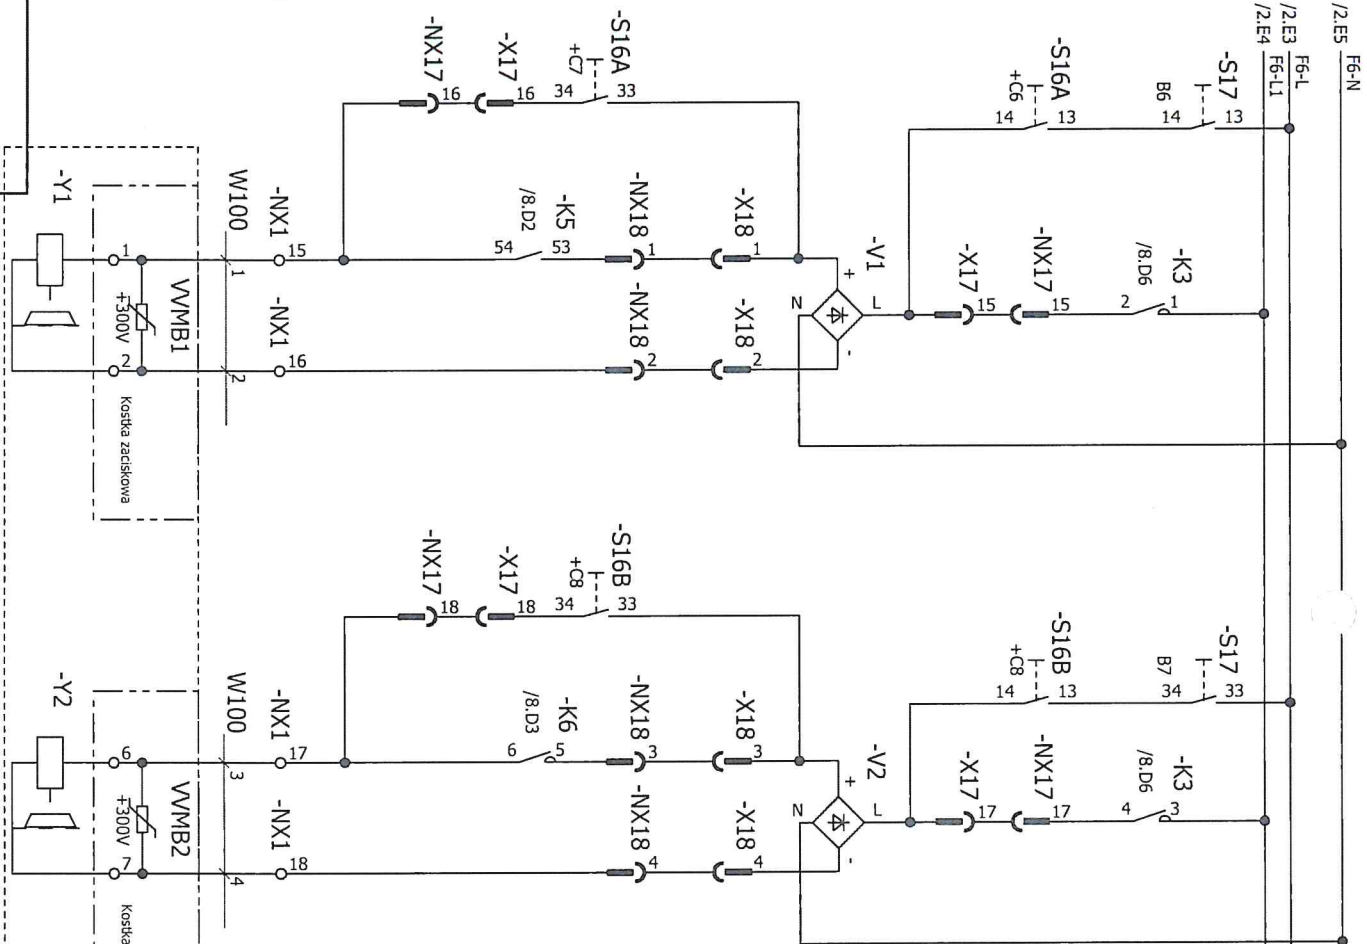 /2.E5
F6-N
/2.E3
F6-L
/2.E4
F6-L1
-S17
B6
14
13
-S16A
+C6
14
13
-K3
/8.D6
2
1
-NX17
15
-X17
15
-V1
L
N
+
-
-S16A
+C7
34
33
-X17
16
-NX17
16
-X18
1
-NX18
1
-K5
/8.D2
54
53
-X18
2
-NX18
2
-NX1
15
-NX1
16
W100
1
2
VVMB1
+300V
1
2
Kostka zaciskowa
-Y1
-S17
B7
34
33
-S16B
+C8
14
13
-K3
/8.D6
4
3
-NX17
17
-X17
17
-V2
L
N
+
-
-S16B
+C8
34
33
-X17
18
-NX17
18
-X18
3
-NX18
3
-K6
/8.D3
6
5
-X18
4
-NX18
4
-NX1
17
-NX1
18
W100
3
4
VVMB2
+300V
6
7
Kostka
-Y2